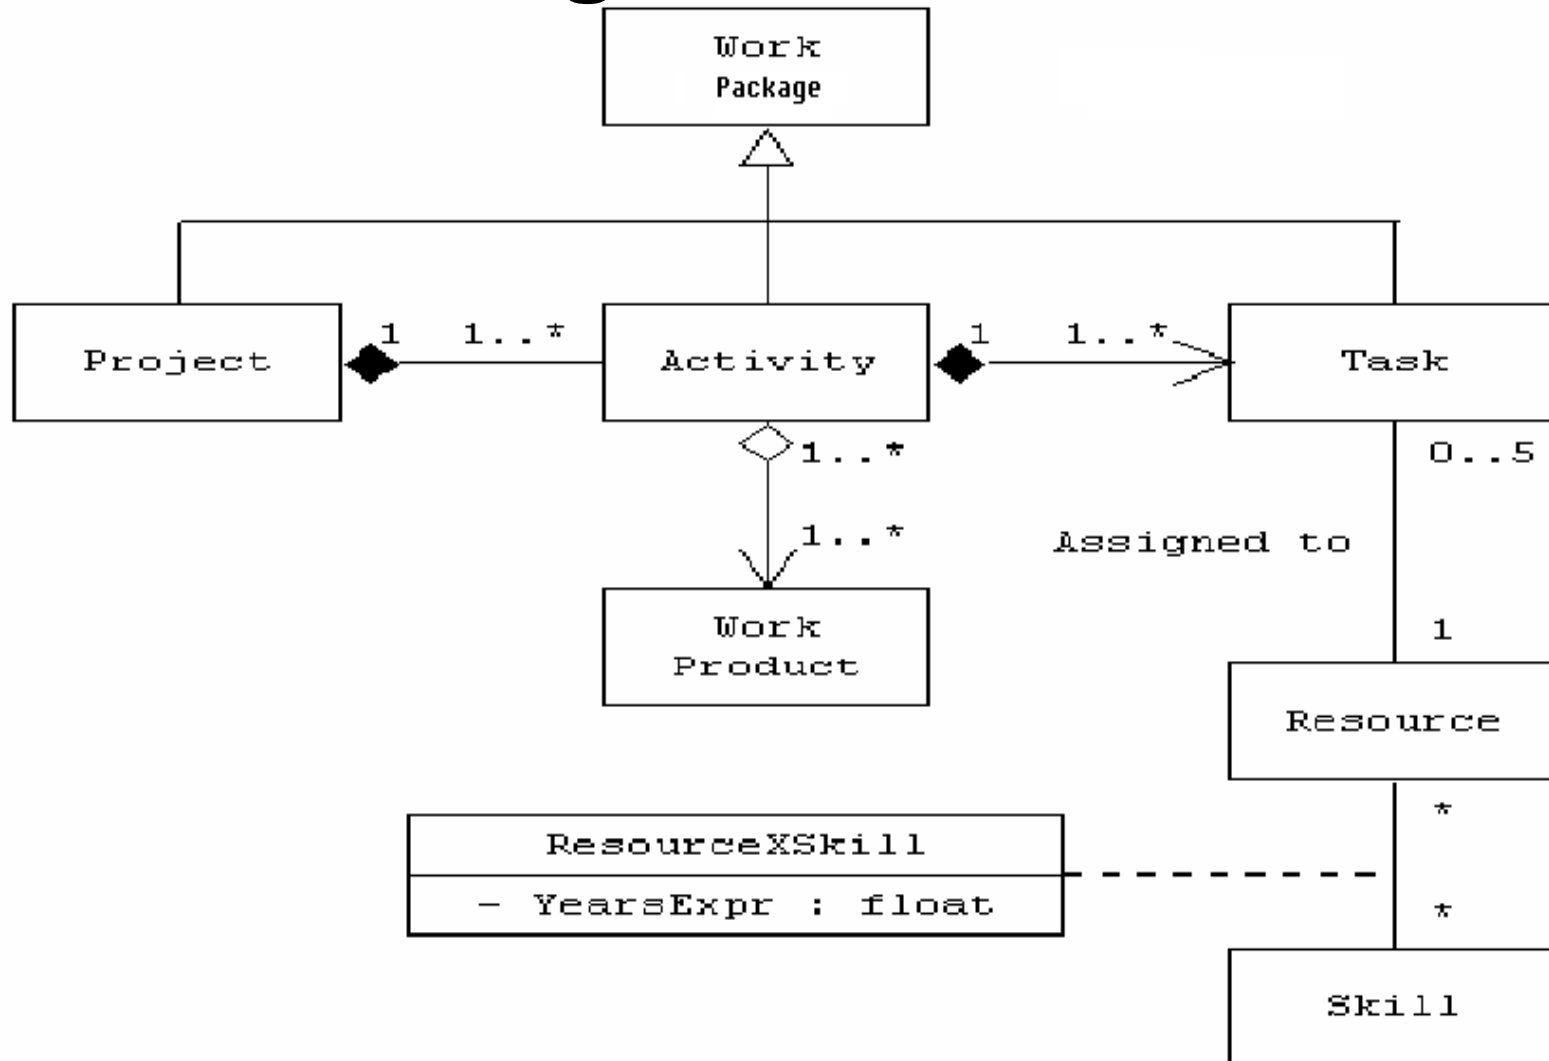 Work
Package
1 1..*
1 1..*
Project
Activity
Task
1..*
0..5
1..*
Assigned to
Work
Product
1
Resource
*
ResourceXSkill
- YearsExpr : float
*
Skill